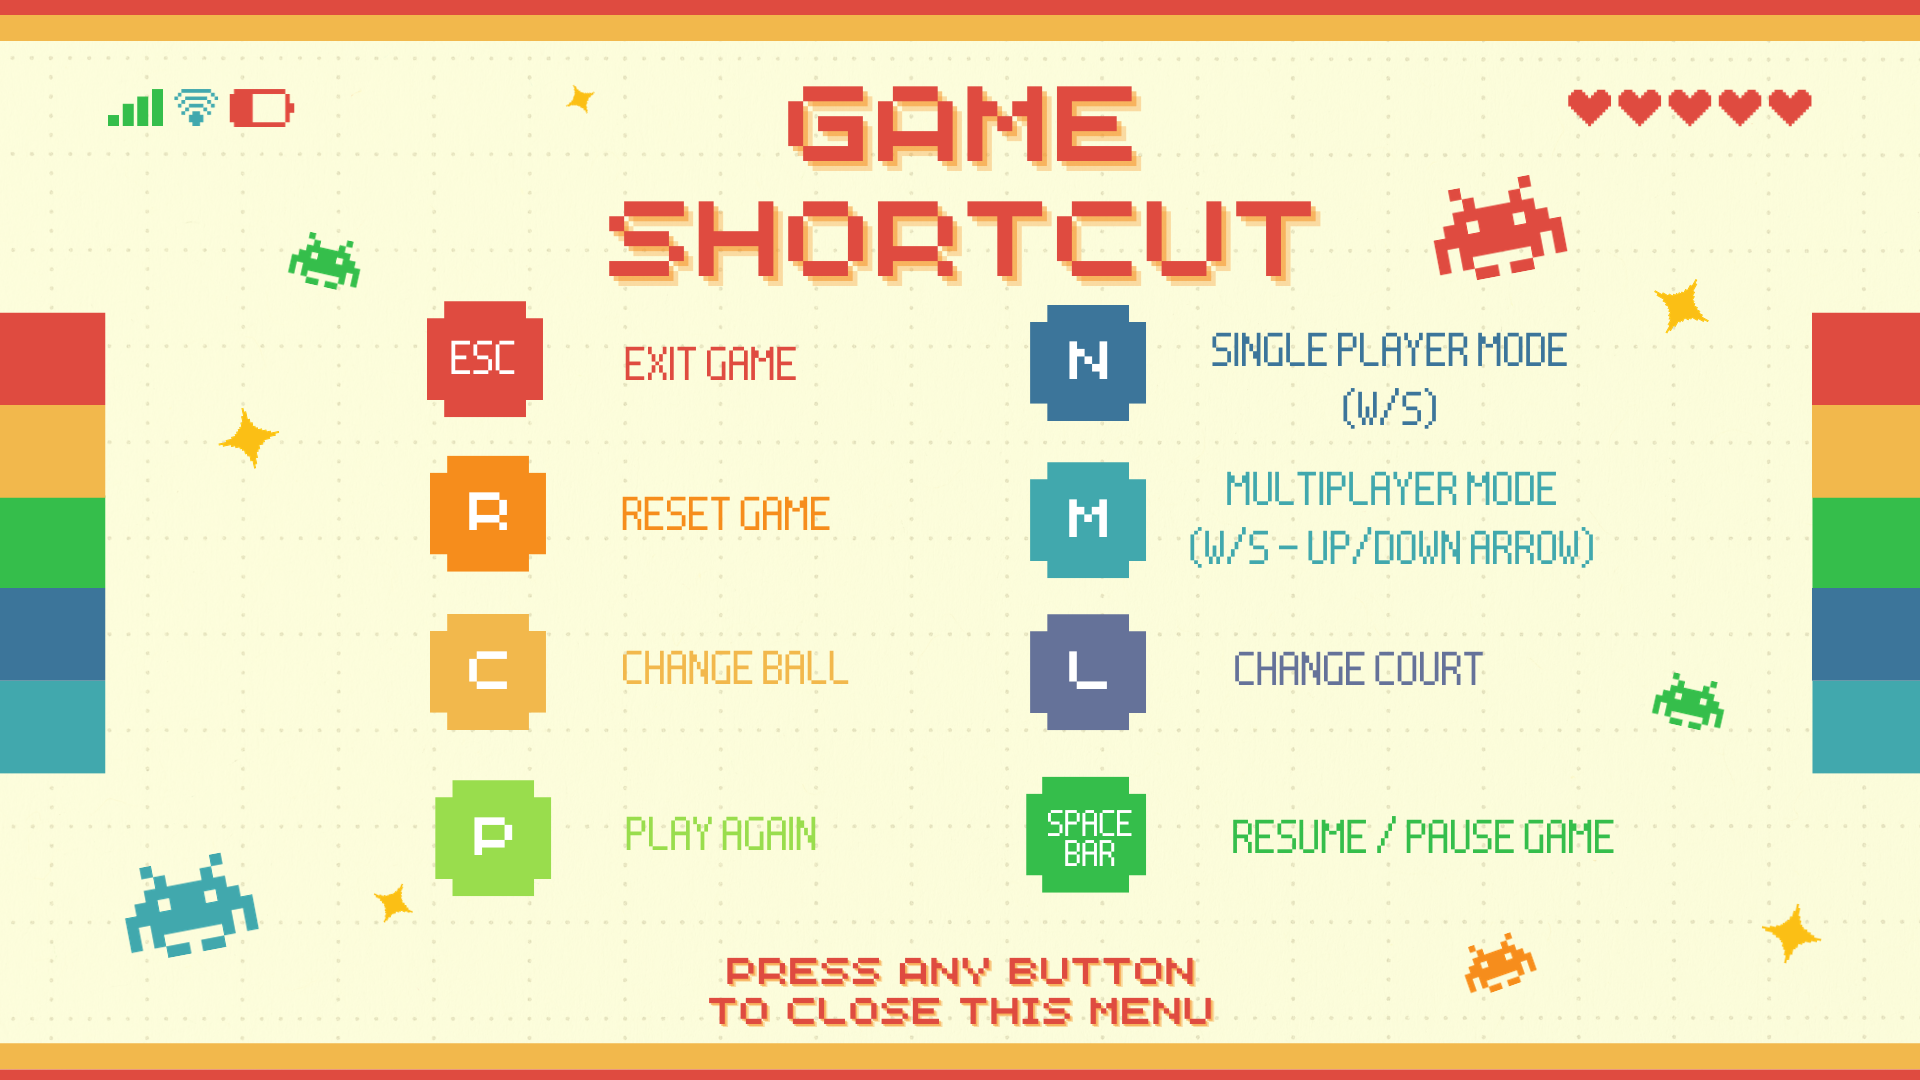 GAME
SHORTCUT
ESC
EXIT GAME
N
SINGLE PLAYER MODE
(W/S)
R
RESET GAME
M
MULTIPLAYER MODE
(W/S - UP/DOWN ARROW)
C
CHANGE BALL
L
CHANGE COURT
P
PLAY AGAIN
SPACE
BAR
RESUME / PAUSE GAME
PRESS ANY BUTTON
TO CLOSE THIS MENU